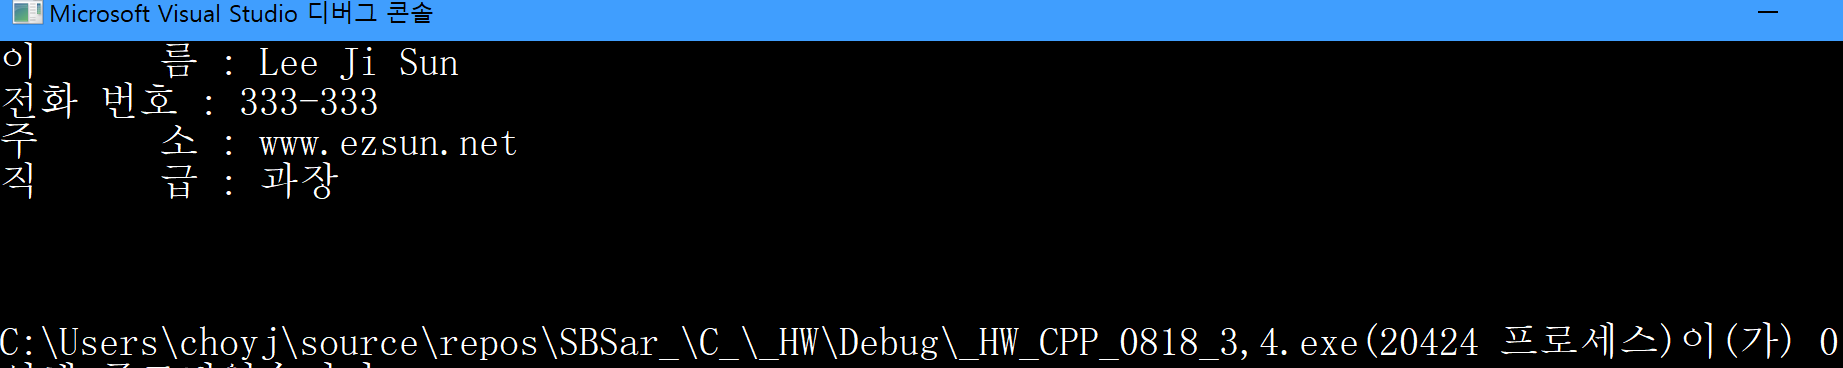 Microsoft Visual Studio 디버그 콘솔
이 름 : Lee Ji Sun
전화 번호 : 333-333
주 소 : www.ezsun.net
직 급 : 과장
C:\Users\choyj\source\repos\SBSar_\C_\_HW\Debug\_HW_CPP_0818_3,4.exe(20424 프로세스)이(가) 0